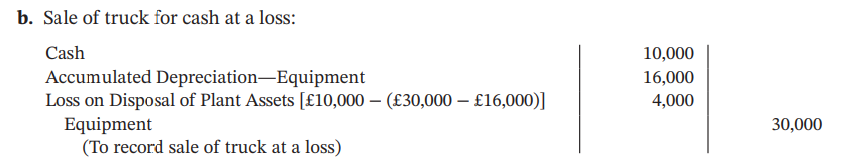 b. Sale of truck for cash at a loss:
Cash 10,000
Accumulated Depreciation—Equipment 16,000
Loss on Disposal of Plant Assets [£10,000 – (£30,000 – £16,000)] 4,000
Equipment 30,000
(To record sale of truck at a loss)